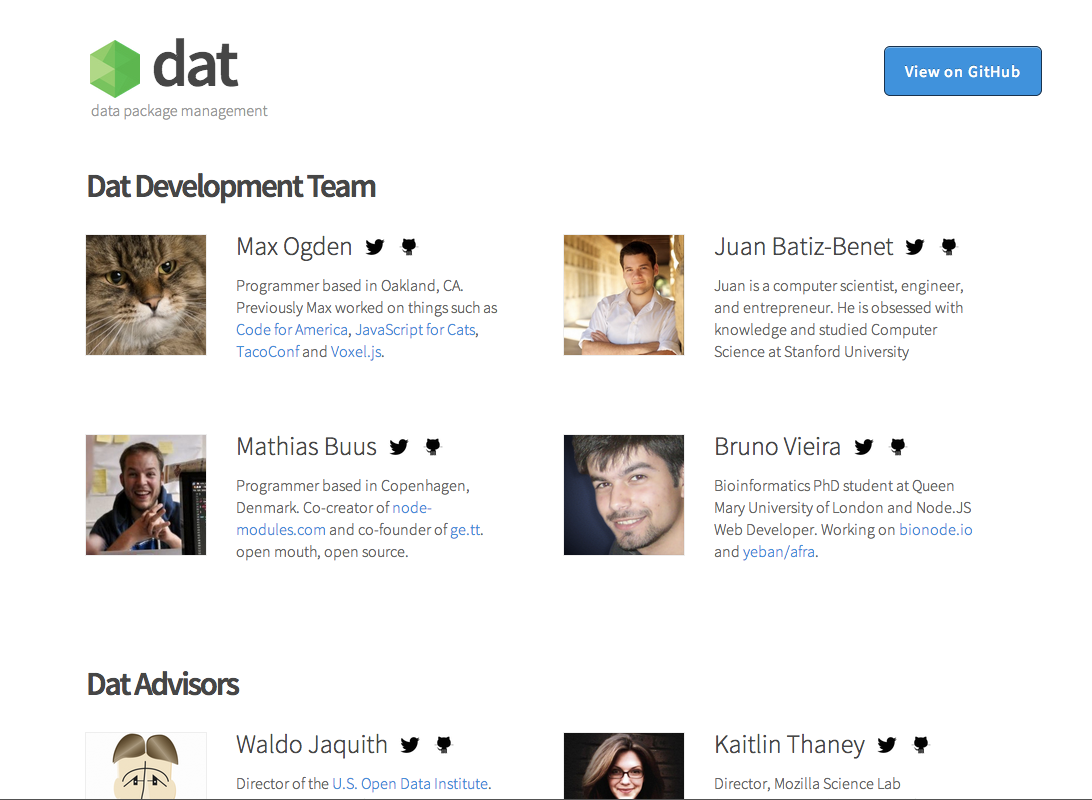 dat
data package management
View on GitHub
Dat Development Team
Max Ogden
Programmer based in Oakland, CA.
Previously Max worked on things such as
Code for America, JavaScript for Cats,
TacoConf and Voxel.js.
Juan Batiz-Benet
Juan is a computer scientist, engineer,
and entrepreneur. He is obsessed with
knowledge and studied Computer
Science at Stanford University
Mathias Buus
Programmer based in Copenhagen,
Denmark. Co-creator of node-
modules.com and co-founder of ge.tt.
open mouth, open source.
Bruno Vieira
Bioinformatics PhD student at Queen
Mary University of London and Node.JS
Web Developer. Working on bionode.io
and yeban/afra.
Dat Advisors
Waldo Jaquith
Director of the U.S. Open Data Institute.
Kaitlin Thaney
Director, Mozilla Science Lab